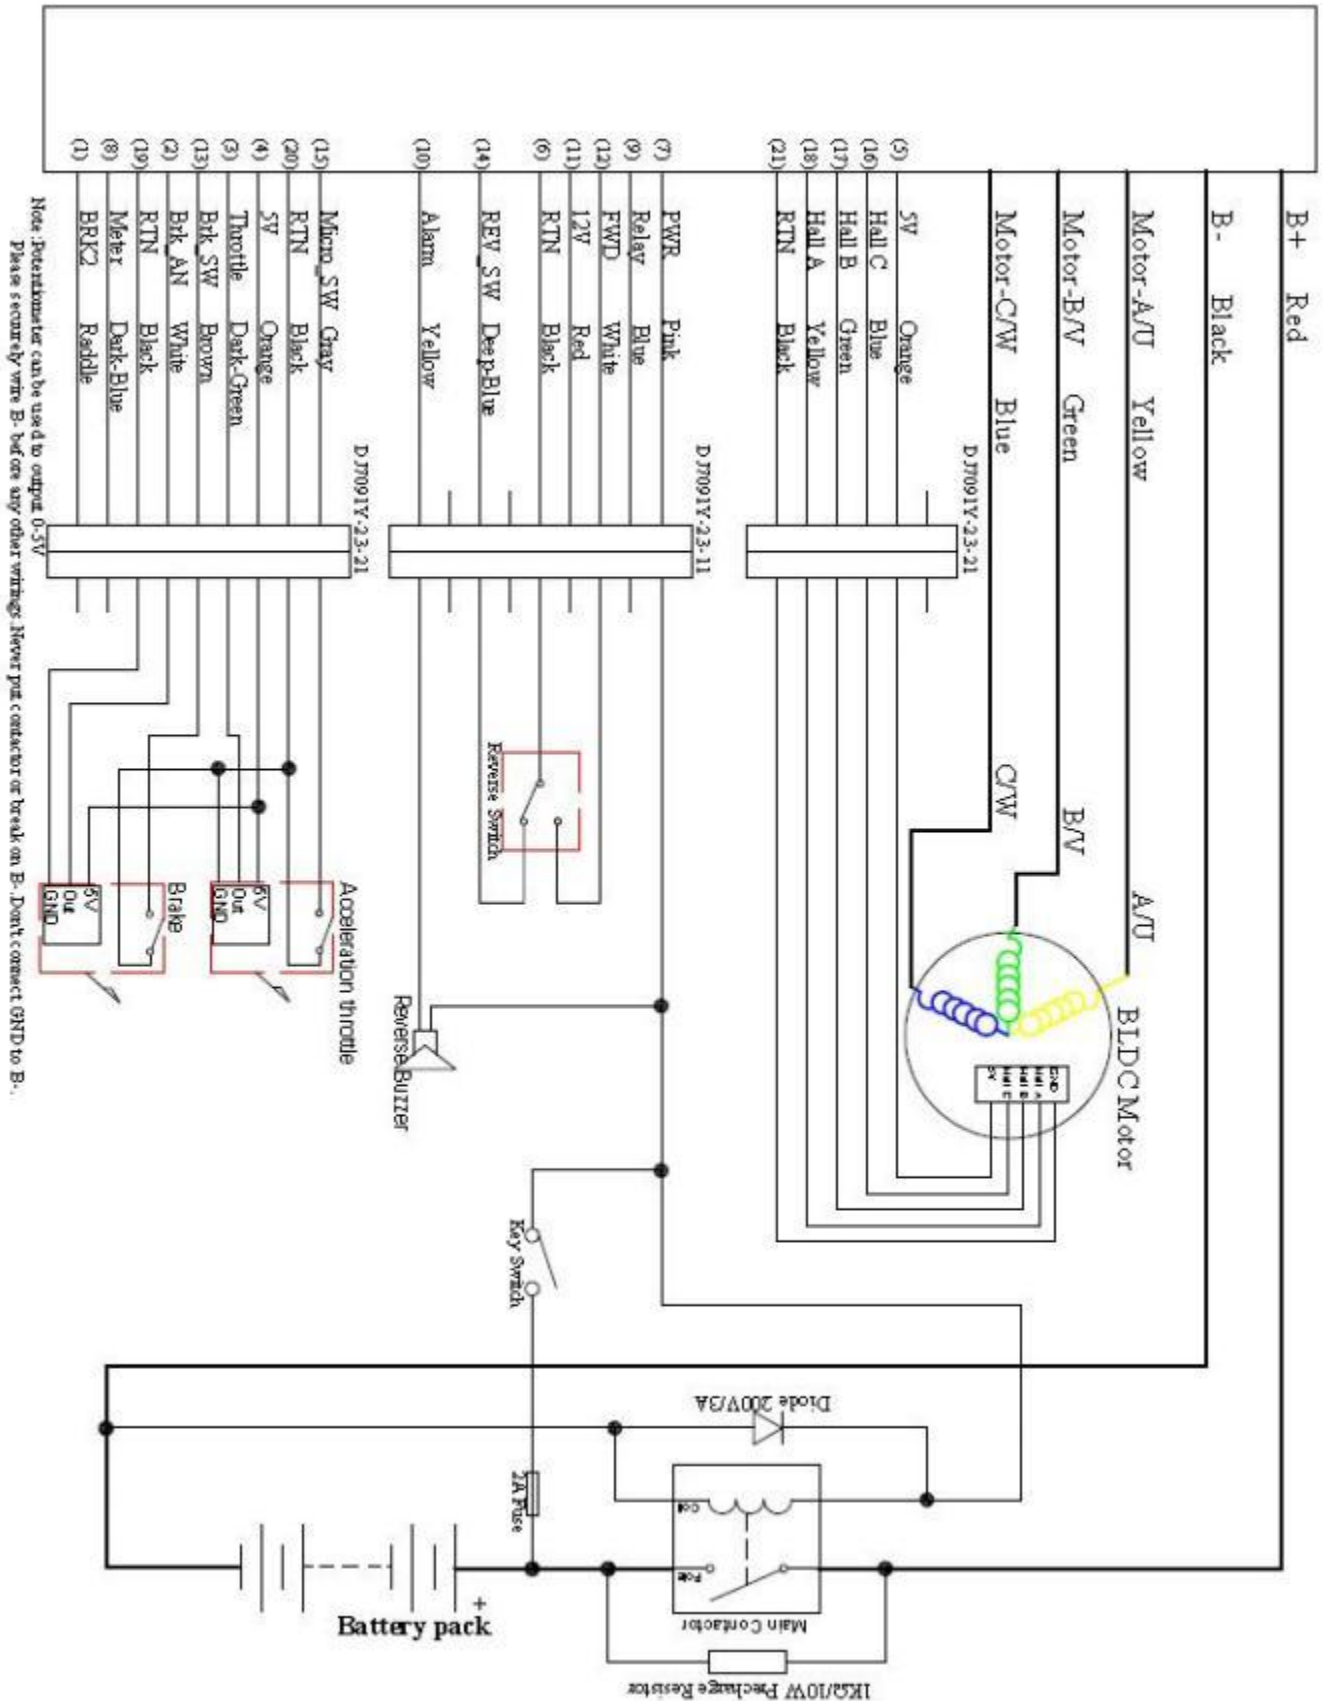 B+ Red
B- Black
Motor-A/U Yellow
Motor-B/V Green
Motor-C/W Blue
A/U
B/V
C/W
BLDC Motor
GND
Hall A
Hall B
Hall C
5V
DJ7091Y-2.3-21
(5) 5V Orange
(16) Hall C Blue
(17) Hall B Green
(18) Hall A Yellow
(21) RTN Black
DJ7091Y-2.3-11
(7) PWR Pink
(9) Relay Blue
(12) FWD White
(11) 12V Red
(6) RTN Black
(14) REV_SW Deep-Blue
(10) Alarm Yellow
Reverse Switch
Reverse Buzzer
Key Switch
2A Fuse
Diode 200V/3A
Coil
Pole
Main Contactor
1KΩ/10W Prechage Resistor
+
Battery pack
DJ7091Y-2.3-21
(15) Micro_SW Gray
(20) RTN Black
(4) 5V Orange
(3) Throttle Dark-Green
(13) Brk_SW Brown
(2) Brk_AN White
(19) RTN Black
(8) Meter Dark-Blue
(1) BRK2 Raddle
Acceleration throttle
5V
Out
GND
Brake
5V
Out
GND
Note:Potentiometer can be used to output 0-5V
Please securely wire B- before any other wirings.Never put contactor or break on B-.Don't connect GND to B-.